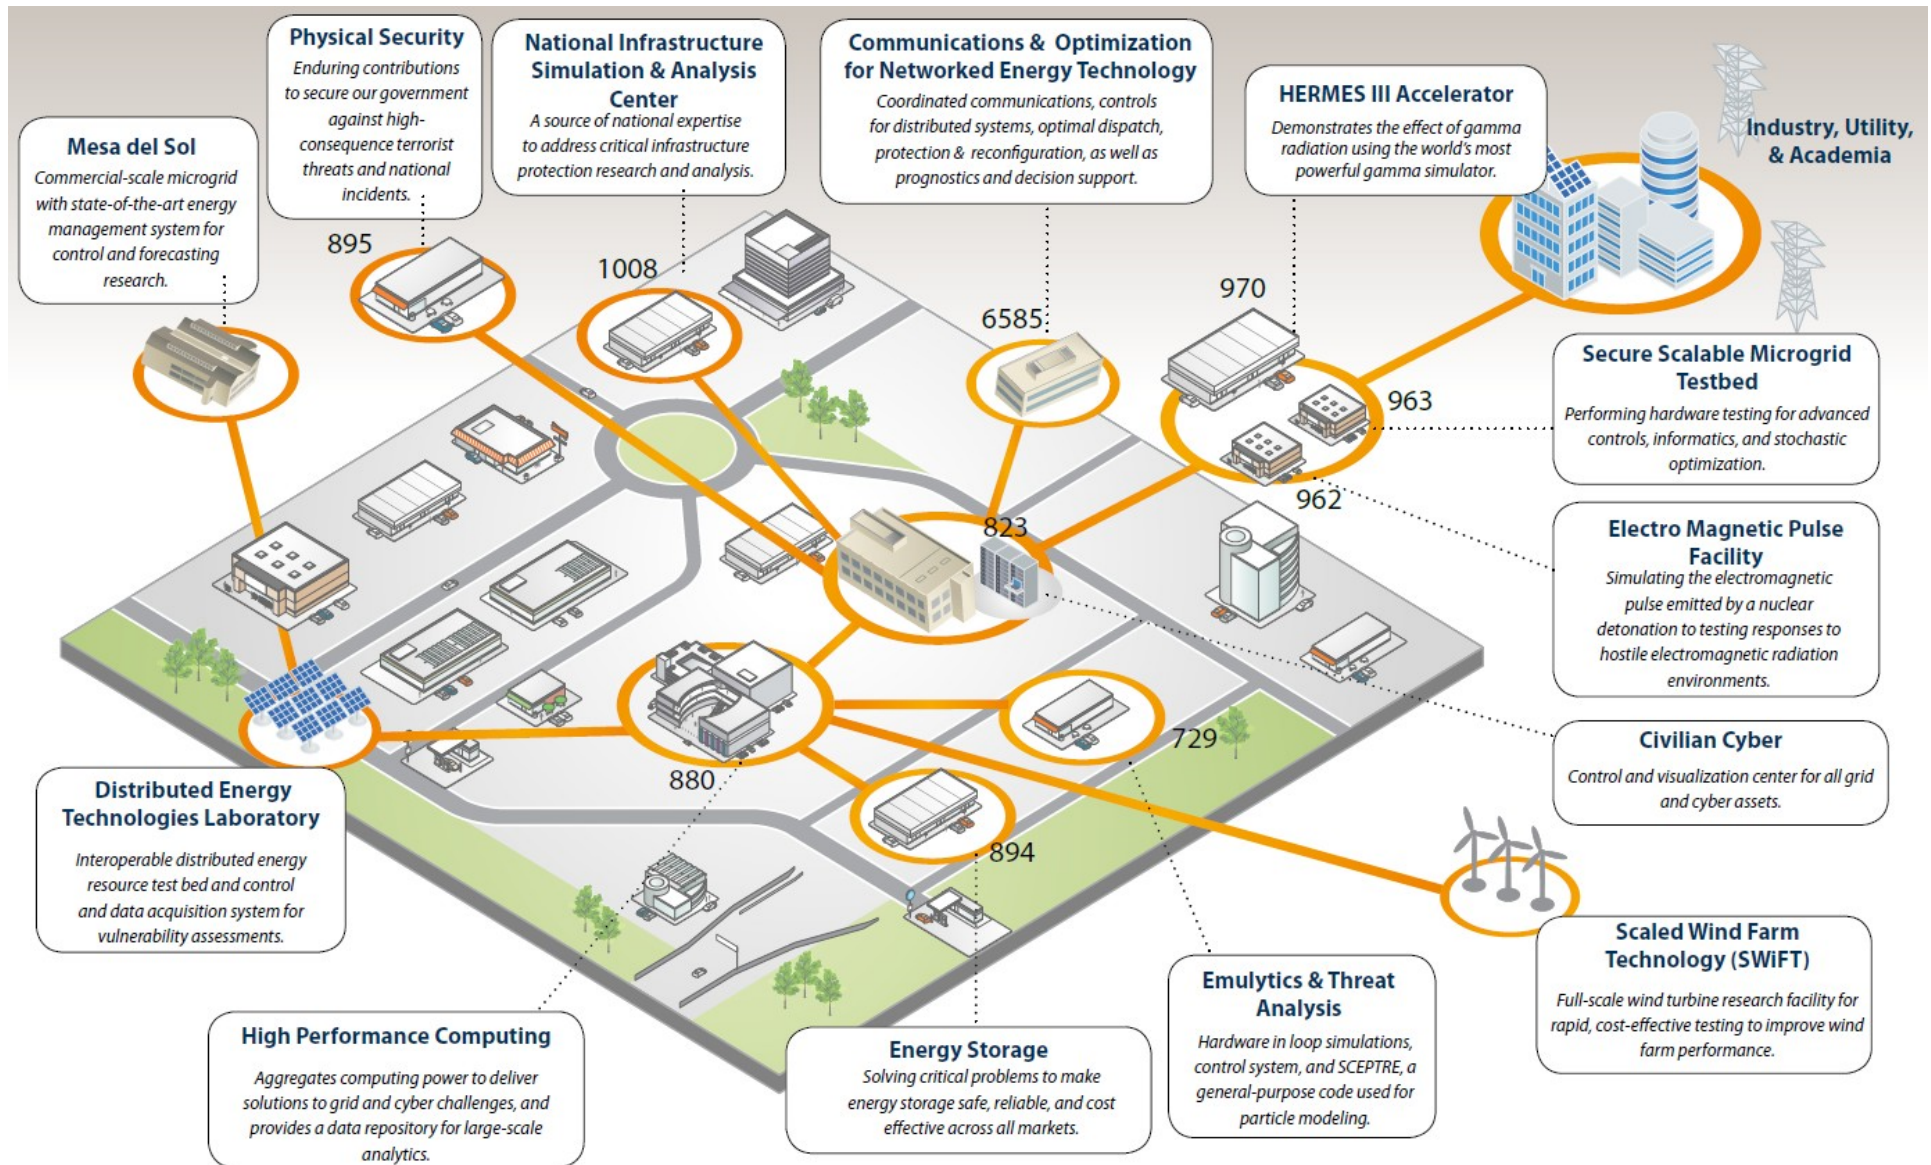 Physical Security
Enduring contributions
to secure our government
against high-
consequence terrorist
threats and national
incidents.
National Infrastructure
Simulation & Analysis
Center
A source of national expertise
to address critical infrastructure
protection research and analysis.
Communications & Optimization
for Networked Energy Technology
Coordinated communications, controls
for distributed systems, optimal dispatch,
protection & reconfiguration, as well as
prognostics and decision support.
HERMES III Accelerator
Demonstrates the effect of gamma
radiation using the world's most
powerful gamma simulator.
Industry, Utility,
& Academia
Mesa del Sol
Commercial-scale microgrid
with state-of-the-art energy
management system for
control and forecasting
research.
895
1008
6585
970
963
962
823
Secure Scalable Microgrid
Testbed
Performing hardware testing for advanced
controls, informatics, and stochastic
optimization.
Electro Magnetic Pulse
Facility
Simulating the electromagnetic
pulse emitted by a nuclear
detonation to testing responses to
hostile electromagnetic radiation
environments.
Civilian Cyber
Control and visualization center for all grid
and cyber assets.
880
729
894
Distributed Energy
Technologies Laboratory
Interoperable distributed energy
resource test bed and control
and data acquisition system for
vulnerability assessments.
High Performance Computing
Aggregates computing power to deliver
solutions to grid and cyber challenges, and
provides a data repository for large-scale
analytics.
Energy Storage
Solving critical problems to make
energy storage safe, reliable, and cost
effective across all markets.
Emulytics & Threat
Analysis
Hardware in loop simulations,
control system, and SCEPTRE, a
general-purpose code used for
particle modeling.
Scaled Wind Farm
Technology (SWiFT)
Full-scale wind turbine research facility for
rapid, cost-effective testing to improve wind
farm performance.